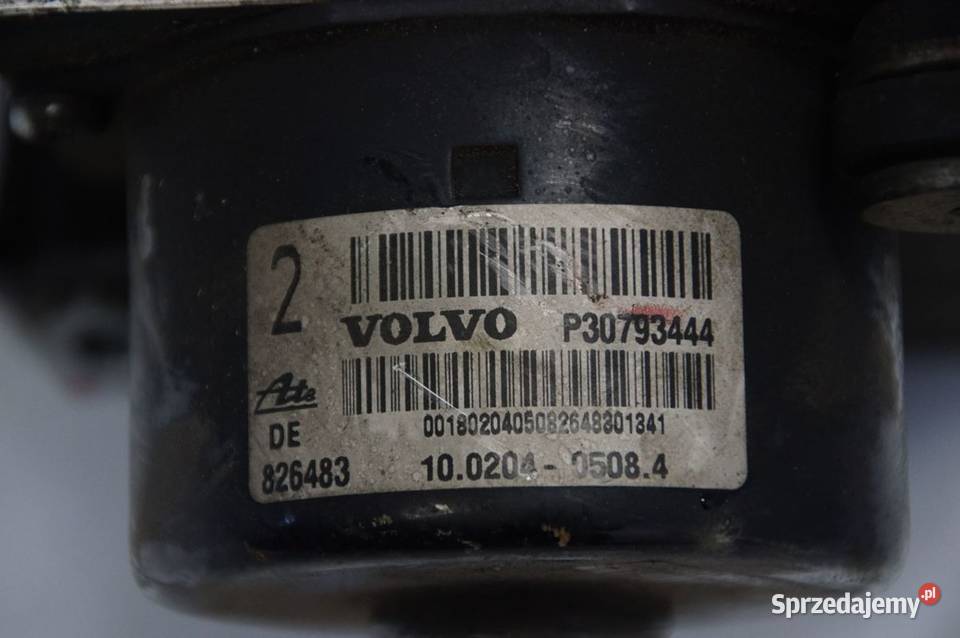 2
VOLVO P30793444
Ate
DE
0018020405082648301341
826483 10.0204-0508.4
Sprzedajemy.pl